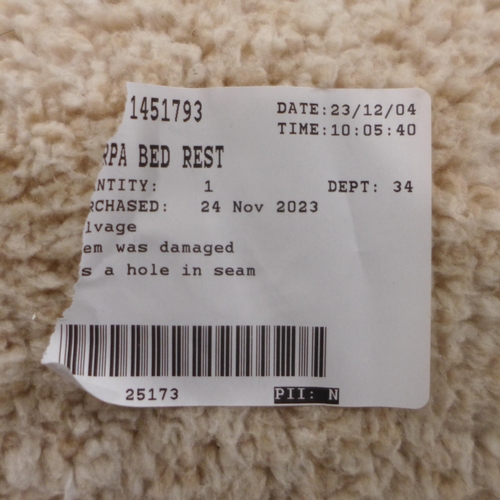 1451793 DATE:23/12/04
TIME:10:05:40
RPA BED REST
ANTITY: 1 DEPT: 34
RCHASED: 24 Nov 2023
lvage
em was damaged
s a hole in seam
25173 PII: N